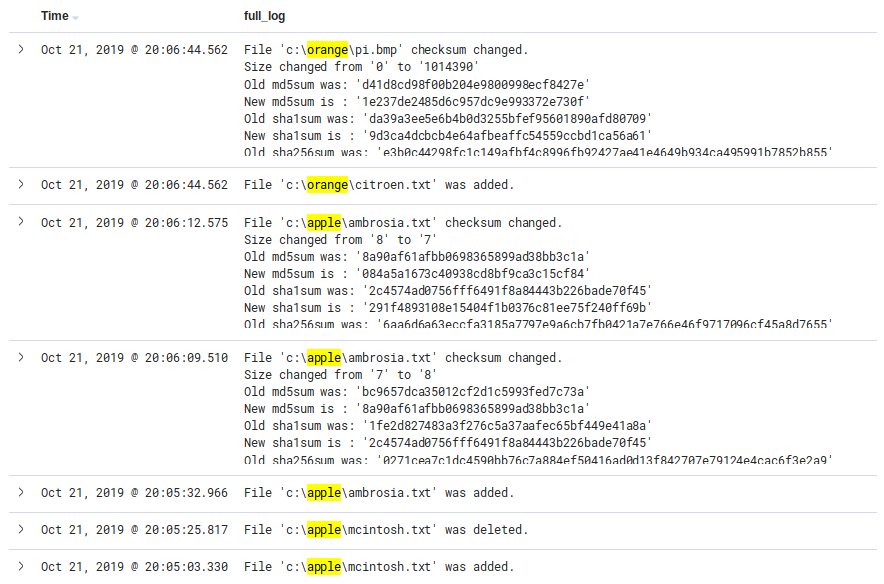 Time full_log
Oct 21, 2019 @ 20:06:44.562 File 'c:\orange\pi.bmp' checksum changed.
Size changed from '0' to '1014390'
Old md5sum was: 'd41d8cd98f00b204e9800998ecf8427e'
New md5sum is : '1e237de2485d6c957dc9e993372e730f'
Old sha1sum was: 'da39a3ee5e6b4b0d3255bfef95601890afd80709'
New sha1sum is : '9d3ca4dcbcb4e64afbeaffc54559ccbd1ca56a61'
Old sha256sum was: 'e3b0c44298fc1c149afbf4c8996fb92427ae41e4649b934ca495991b7852b855'
Oct 21, 2019 @ 20:06:44.562 File 'c:\orange\citroen.txt' was added.
Oct 21, 2019 @ 20:06:12.575 File 'c:\apple\ambrosia.txt' checksum changed.
Size changed from '8' to '7'
Old md5sum was: '8a90af61afbb0698365899ad38bb3c1a'
New md5sum is : '084a5a1673c40938cd8bf9ca3c15cf84'
Old sha1sum was: '2c4574ad0756fff6491f8a84443b226bade70f45'
New sha1sum is : '291f4893108e15404f1b0376c81ee75f240ff69b'
Old sha256sum was: '6aa6d6a63eccfa3185a7797e9a6cb7fb0421a7e766e46f9717096cf45a8d7655'
Oct 21, 2019 @ 20:06:09.510 File 'c:\apple\ambrosia.txt' checksum changed.
Size changed from '7' to '8'
Old md5sum was: 'bc9657dca35012cf2d1c5993fed7c73a'
New md5sum is : '8a90af61afbb0698365899ad38bb3c1a'
Old sha1sum was: '1fe2d827483a3f276c5a37aafec65bf449e41a8a'
New sha1sum is : '2c4574ad0756fff6491f8a84443b226bade70f45'
Old sha256sum was: '0271cea7c1dc4590bb76c7a884ef50416ad0d13f842707e79124e4cac6f3e2a9'
Oct 21, 2019 @ 20:05:32.966 File 'c:\apple\ambrosia.txt' was added.
Oct 21, 2019 @ 20:05:25.817 File 'c:\apple\mcintosh.txt' was deleted.
Oct 21, 2019 @ 20:05:03.330 File 'c:\apple\mcintosh.txt' was added.